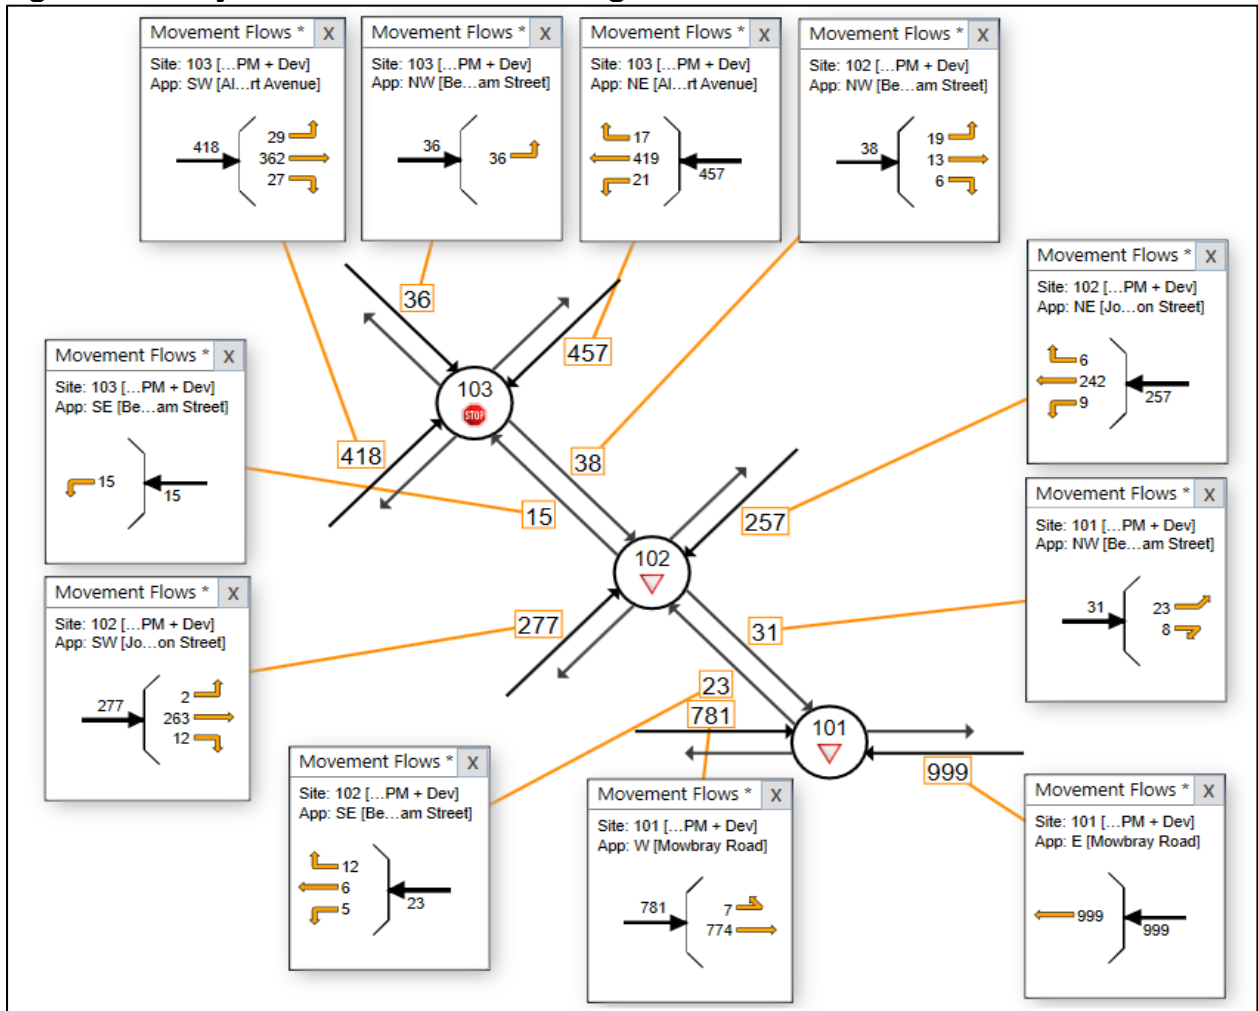 Movement Flows * X
Site: 103 [...PM + Dev]
App: SW [Al...rt Avenue]
418
29
362
27
Movement Flows * X
Site: 103 [...PM + Dev]
App: NW [Be...am Street]
36
36
Movement Flows * X
Site: 103 [...PM + Dev]
App: NE [Al...rt Avenue]
17
419
21
457
Movement Flows * X
Site: 102 [...PM + Dev]
App: NW [Be...am Street]
38
19
13
6
Movement Flows * X
Site: 102 [...PM + Dev]
App: NE [Jo...on Street]
6
242
9
257
Movement Flows * X
Site: 103 [...PM + Dev]
App: SE [Be...am Street]
15
15
Movement Flows * X
Site: 101 [...PM + Dev]
App: NW [Be...am Street]
31
23
8
Movement Flows * X
Site: 102 [...PM + Dev]
App: SW [Jo...on Street]
277
2
263
12
Movement Flows * X
Site: 102 [...PM + Dev]
App: SE [Be...am Street]
12
6
5
23
Movement Flows * X
Site: 101 [...PM + Dev]
App: W [Mowbray Road]
781
7
774
Movement Flows * X
Site: 101 [...PM + Dev]
App: E [Mowbray Road]
999
999
36
457
103
STOP
418
38
15
257
102
277
31
23
781
101
999